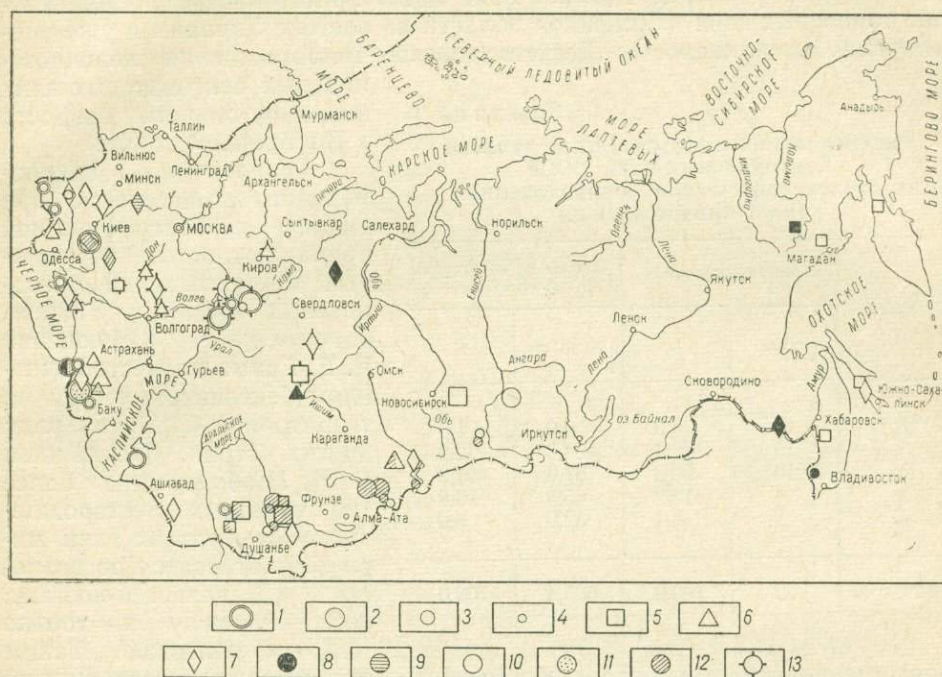 БАРЕНЦЕВО МОРЕ
СЕВЕРНЫЙ ЛЕДОВИТЫЙ ОКЕАН
КАРСКОЕ МОРЕ
МОРЕ ЛАПТЕВЫХ
ВОСТОЧНО-
СИБИРСКОЕ
МОРЕ
БЕРИНГОВО МОРЕ
Анадырь
Мурманск
Таллин
Ленинград
Вильнюс
Минск
Архангельск
Печора
Сыктывкар
Салехард
Норильск
Оленек
Индигирка
Колыма
Магадан
Киев
МОСКВА
Одесса
Дон
Киров
Кама
Обь
Енисей
Лена
Якутск
ОХОТСКОЕ МОРЕ
ЧЕРНОЕ МОРЕ
Волга
Волгоград
Свердловск
Иртыш
Ленск
Астрахань
Урал
Гурьев
Омск
Новосибирск
Ангара
Лена
Сковородино
Амур
Южно-Саха-
линск
Баку
КАСПИЙСКОЕ МОРЕ
Ишим
Обь
оз Байкал
Хабаровск
АРАЛЬСКОЕ
МОРЕ
Караганда
Иркутск
Владивосток
Ашхабад
Фрунзе
Алма-Ата
Душанбе
1 2 3 4 5 6
7 8 9 10 11 12 13